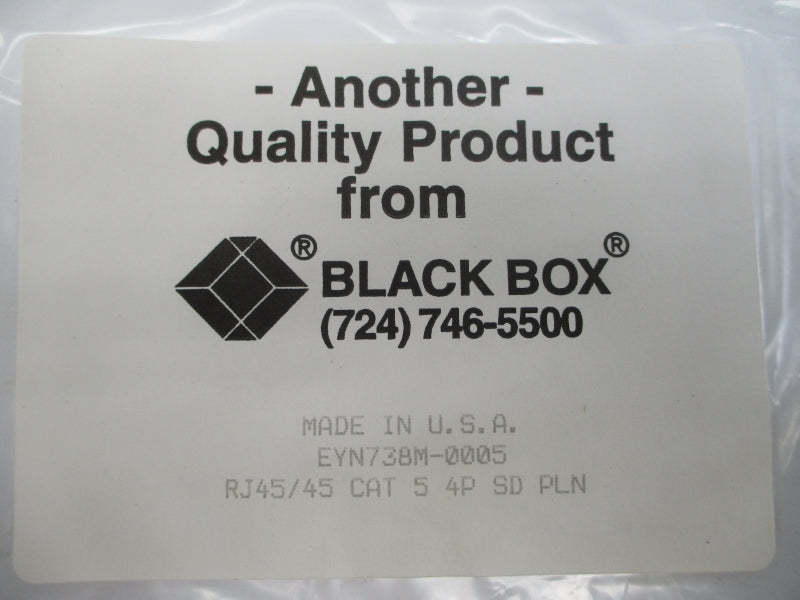 - Another -
Quality Product
from
® BLACK BOX®
(724) 746-5500
MADE IN U.S.A.
EYN738M-0005
RJ45/45 CAT 5 4P SD PLN